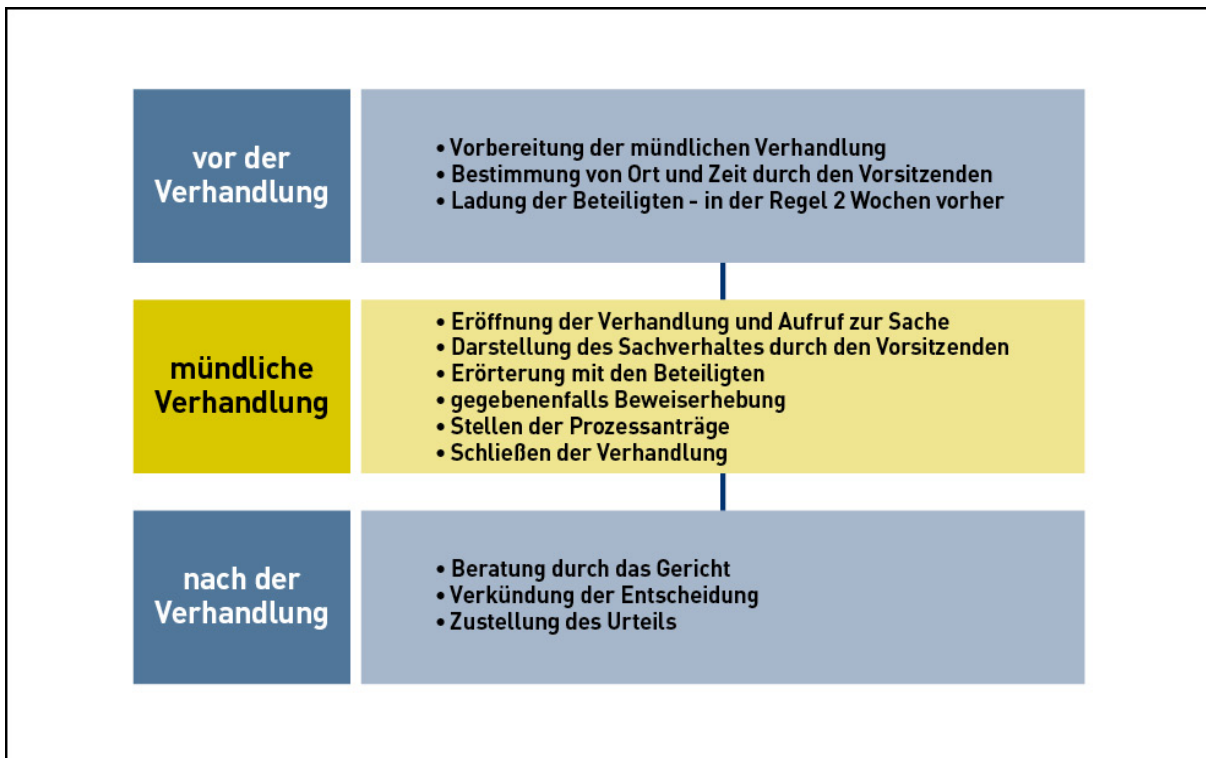 vor der
Verhandlung
• Vorbereitung der mündlichen Verhandlung
• Bestimmung von Ort und Zeit durch den Vorsitzenden
• Ladung der Beteiligten - in der Regel 2 Wochen vorher
mündliche
Verhandlung
• Eröffnung der Verhandlung und Aufruf zur Sache
• Darstellung des Sachverhaltes durch den Vorsitzenden
• Erörterung mit den Beteiligten
• gegebenenfalls Beweiserhebung
• Stellen der Prozessanträge
• Schließen der Verhandlung
nach der
Verhandlung
• Beratung durch das Gericht
• Verkündung der Entscheidung
• Zustellung des Urteils